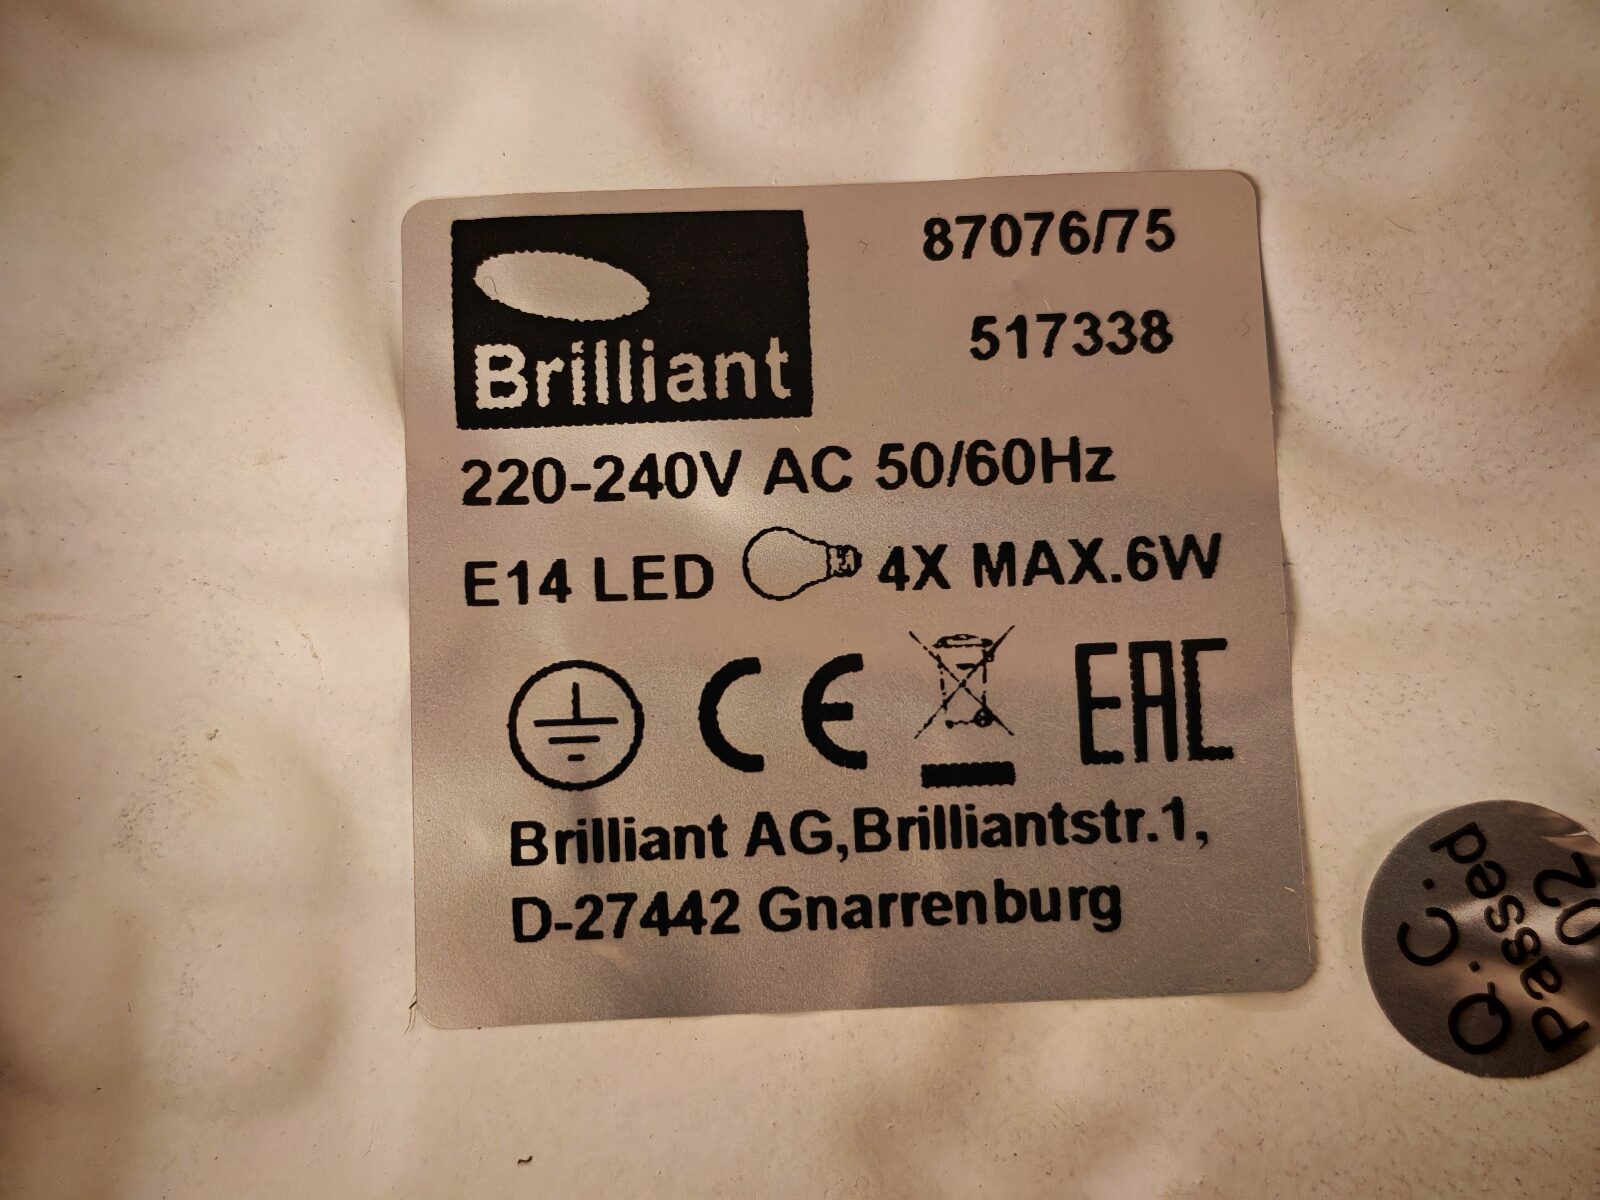 Brilliant
87076/75
517338
220-240V AC 50/60Hz
E14 LED 4X MAX.6W
CE EAC
Brilliant AG,Brilliantstr.1,
D-27442 Gnarrenburg
Q.C.
Passed
02